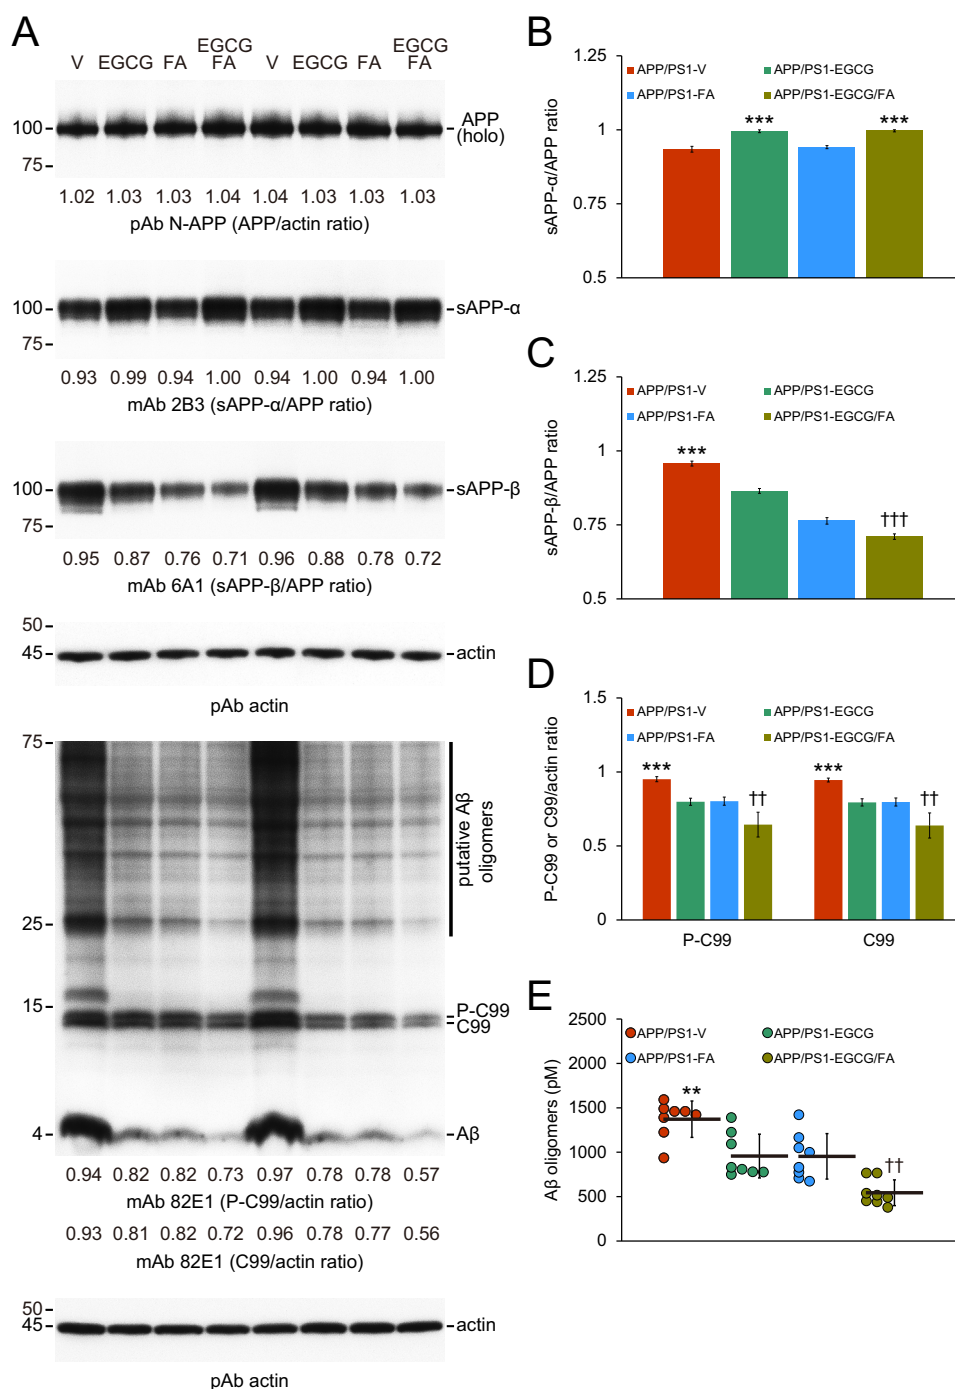 A
V EGCG FA EGCG FA V EGCG FA EGCG FA
100
75
APP (holo)
1.02 1.03 1.03 1.04 1.04 1.03 1.03 1.03
pAb N-APP (APP/actin ratio)
100
75
sAPP-α
0.93 0.99 0.94 1.00 0.94 1.00 0.94 1.00
mAb 2B3 (sAPP-α/APP ratio)
100
75
sAPP-β
0.95 0.87 0.76 0.71 0.96 0.88 0.78 0.72
mAb 6A1 (sAPP-β/APP ratio)
50
45
actin
pAb actin
75
25
15
4
putative Aβ
oligomers
P-C99
C99
Aβ
0.94 0.82 0.82 0.73 0.97 0.78 0.78 0.57
mAb 82E1 (P-C99/actin ratio)
0.93 0.81 0.82 0.72 0.96 0.78 0.77 0.56
mAb 82E1 (C99/actin ratio)
50
45
actin
pAb actin
B
sAPP-α/APP ratio
1.25
1
0.75
0.5
APP/PS1-V APP/PS1-EGCG
APP/PS1-FA APP/PS1-EGCG/FA
*** ***
C
sAPP-β/APP ratio
1.25
1
0.75
0.5
APP/PS1-V APP/PS1-EGCG
APP/PS1-FA APP/PS1-EGCG/FA
*** †††
D
P-C99 or C99/actin ratio
1.5
1
0.5
0
APP/PS1-V APP/PS1-EGCG
APP/PS1-FA APP/PS1-EGCG/FA
*** †† *** ††
P-C99 C99
E
Aβ oligomers (pM)
2500
2000
1500
1000
500
0
APP/PS1-V APP/PS1-EGCG
APP/PS1-FA APP/PS1-EGCG/FA
** ††